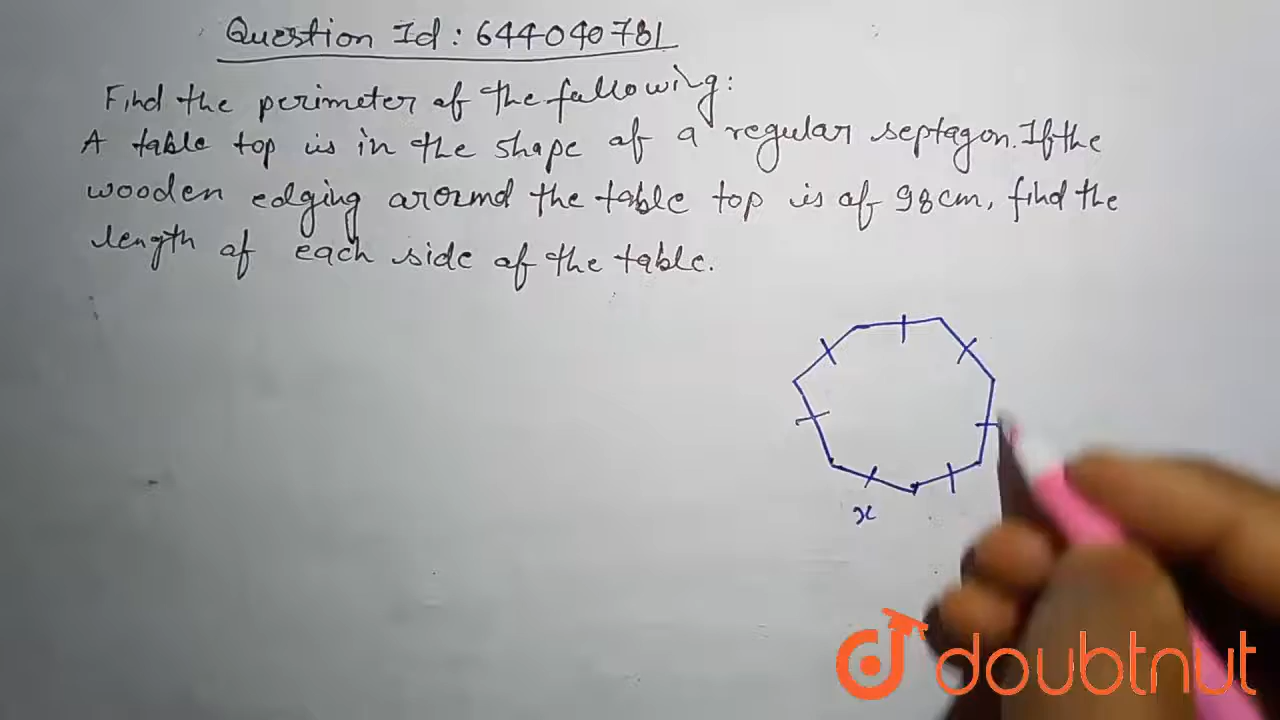 Question Id : 644040781
Find the perimeter of the following:
A table top is in the shape of a regular septagon. If the
wooden edging around the table top is of 98cm, find the
length of each side of the table.
x
doubtnut